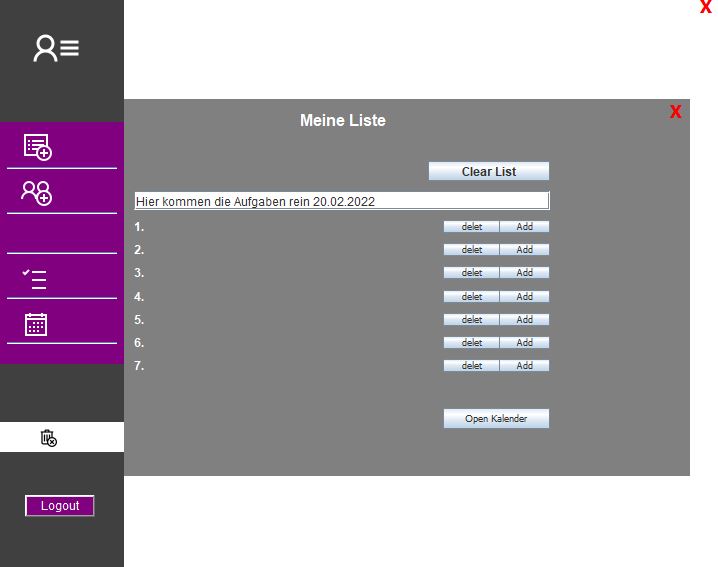 X
X
Meine Liste
Clear List
Hier kommen die Aufgaben rein 20.02.2022
1. delet Add
2. delet Add
3. delet Add
4. delet Add
5. delet Add
6. delet Add
7. delet Add
Open Kalender
Logout